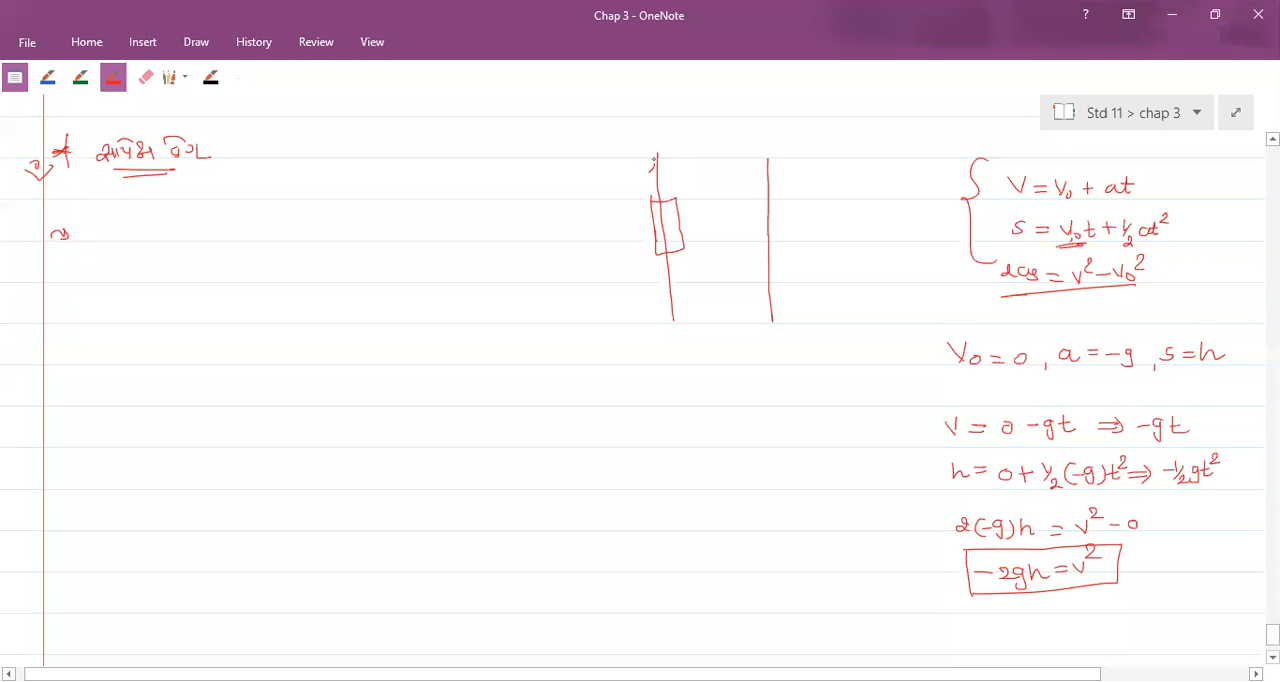 Chap 3 - OneNote
?
File Home Insert Draw History Review View
Std 11 > chap 3
સાપેક્ષ વેગ
V = V₀ + at
S = V₀t + ½at²
2as = v² - v₀²
V₀ = 0, a = -g, s = h
V = 0 - gt ⇒ -gt
h = 0 + ½(-g)t² ⇒ -½gt²
2(-g)h = v² - 0
-2gh = v²